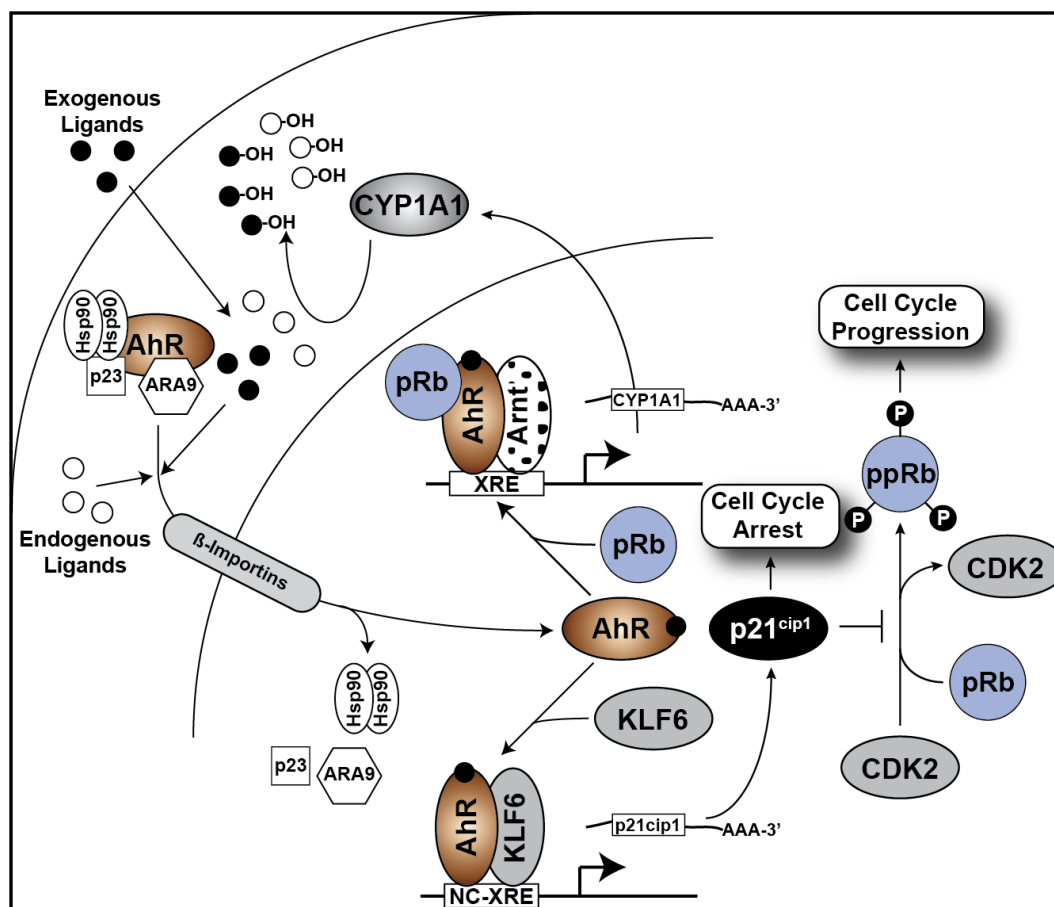 Exogenous
Ligands
-OH
-OH
-OH
-OH
-OH
-OH
CYP1A1
Hsp90
Hsp90
AhR
p23
ARA9
Endogenous
Ligands
ß-Importins
pRb
AhR
Arnt'
XRE
CYP1A1
AAA-3’
pRb
AhR
Hsp90
Hsp90
p23
ARA9
KLF6
AhR
KLF6
NC-XRE
p21cip1
AAA-3’
Cell Cycle
Arrest
p21cip1
Cell Cycle
Progression
P
ppRb
P
P
CDK2
pRb
CDK2